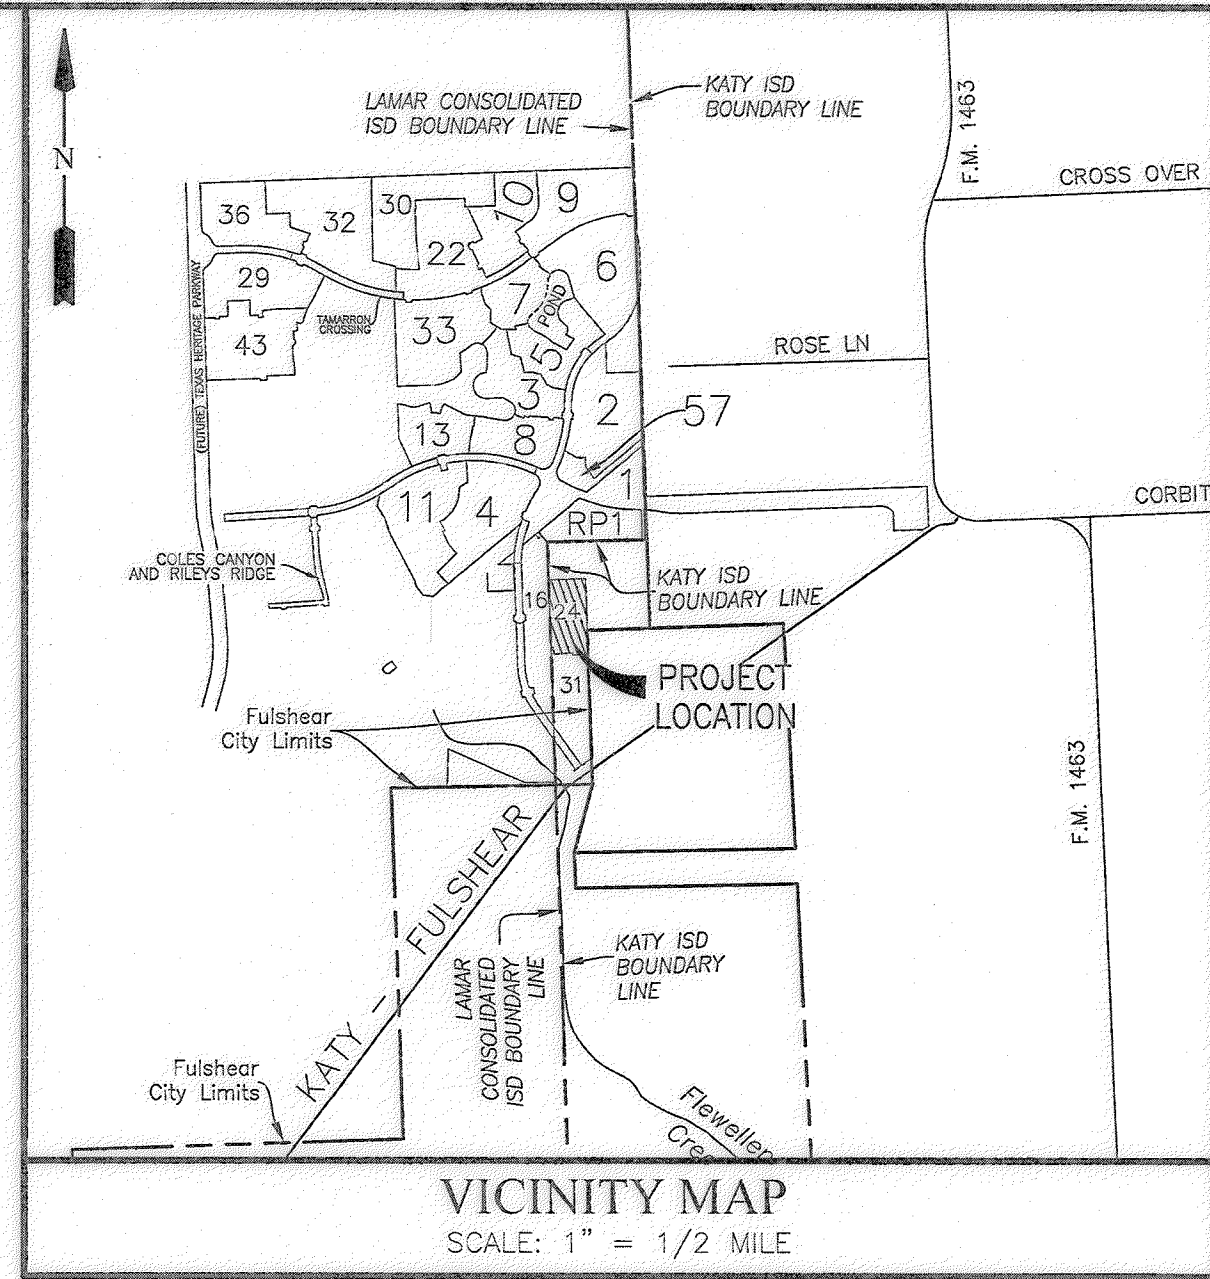 KATY ISD
BOUNDARY LINE
LAMAR CONSOLIDATED
ISD BOUNDARY LINE
F.M. 1463
N
CROSS OVER
36
32
30
10
9
22
6
29
7
POND
(FUTURE) TEXAS HERITAGE PARKWAY
TAMARRON
CROSSING
33
43
5
ROSE LN
3
2
57
13
8
1
11
4
CORBIT
RP1
COLES CANYON
AND RILEYS RIDGE
KATY ISD
BOUNDARY LINE
16
24
31
PROJECT
LOCATION
Fulshear
City Limits
F.M. 1463
KATY - FULSHEAR
LAMAR
CONSOLIDATED
ISD BOUNDARY
LINE
KATY ISD
BOUNDARY
LINE
Fulshear
City Limits
Flewellen
VICINITY MAP
SCALE: 1" = 1/2 MILE